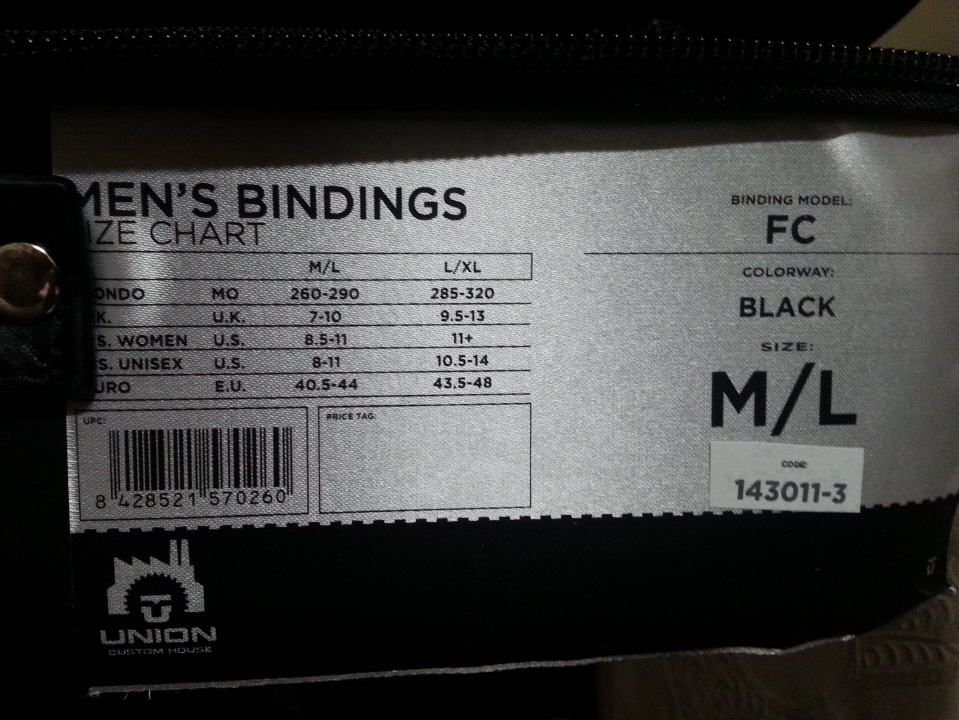 MEN'S BINDINGS
IZE CHART
M/L L/XL
ONDO MO 260-290 285-320
K. U.K. 7-10 9.5-13
S. WOMEN U.S. 8.5-11 11+
S. UNISEX U.S. 8-11 10.5-14
URO E.U. 40.5-44 43.5-48
UPC:
8 428521 570260
PRICE TAG:
BINDING MODEL:
FC
COLORWAY:
BLACK
SIZE:
M/L
CODE:
143011-3
UNION
CUSTOM HOUSE